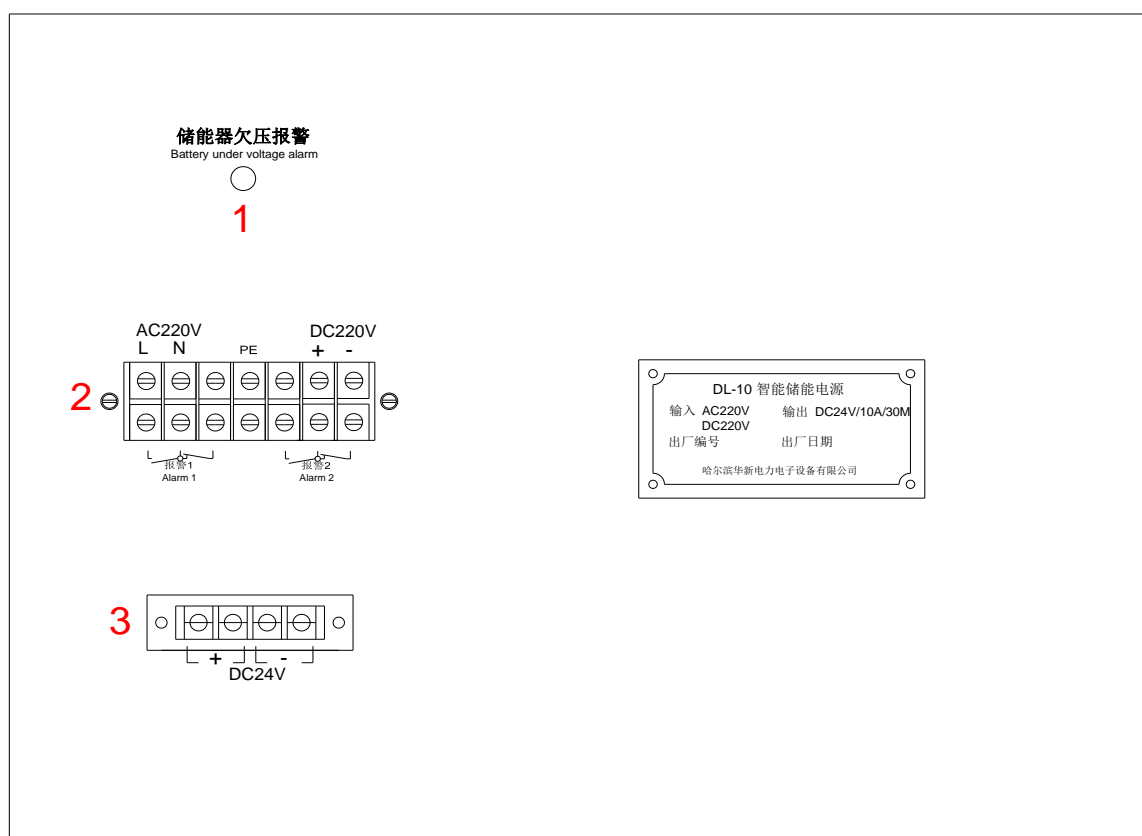 储能器欠压报警
Battery under voltage alarm
1
AC220V DC220V
L N PE + -
2
报警1 报警2
Alarm 1 Alarm 2
DL-10 智能储能电源
输入 AC220V 输出 DC24V/10A/30M
DC220V
出厂编号 出厂日期
哈尔滨华新电力电子设备有限公司
3
+ -
DC24V